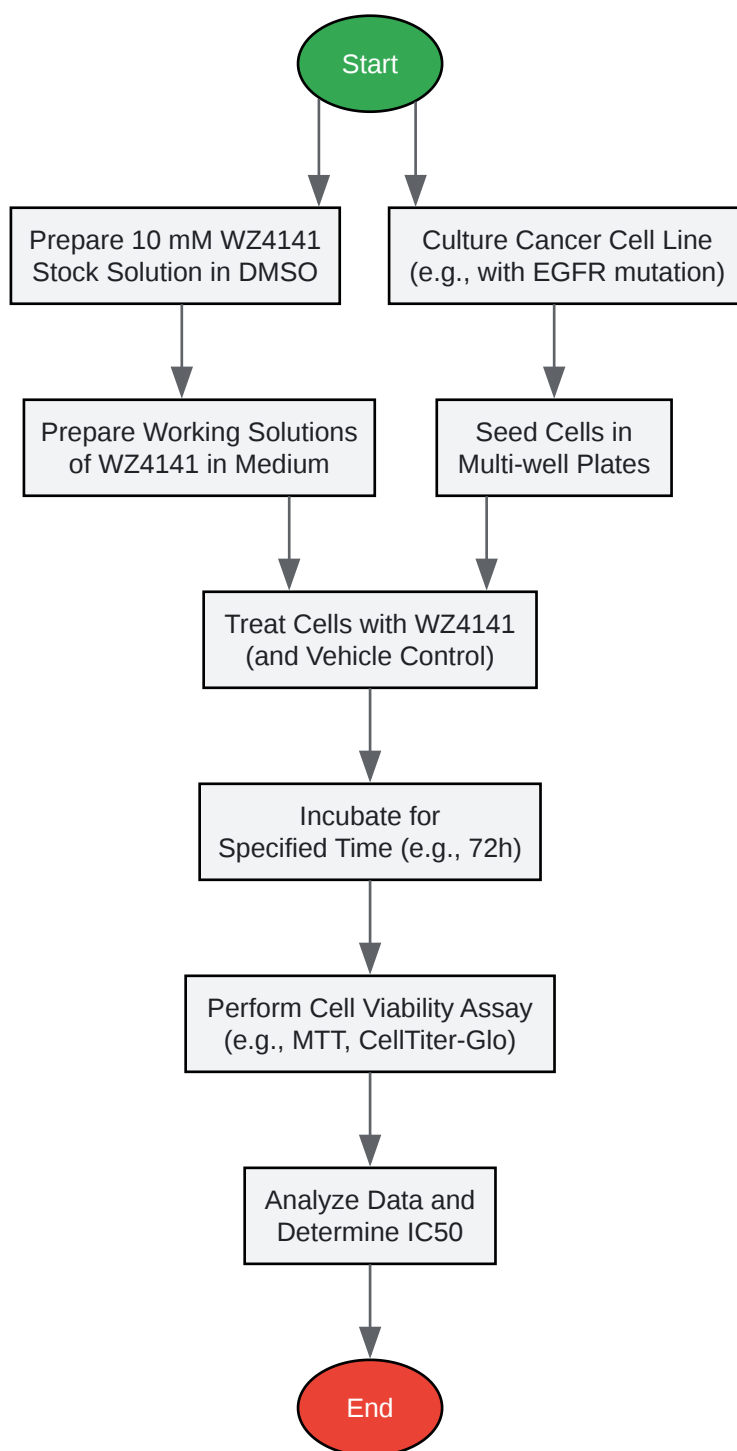 Start
Prepare 10 mM WZ4141
Stock Solution in DMSO
Culture Cancer Cell Line
(e.g., with EGFR mutation)
Prepare Working Solutions
of WZ4141 in Medium
Seed Cells in
Multi-well Plates
Treat Cells with WZ4141
(and Vehicle Control)
Incubate for
Specified Time (e.g., 72h)
Perform Cell Viability Assay
(e.g., MTT, CellTiter-Glo)
Analyze Data and
Determine IC50
End